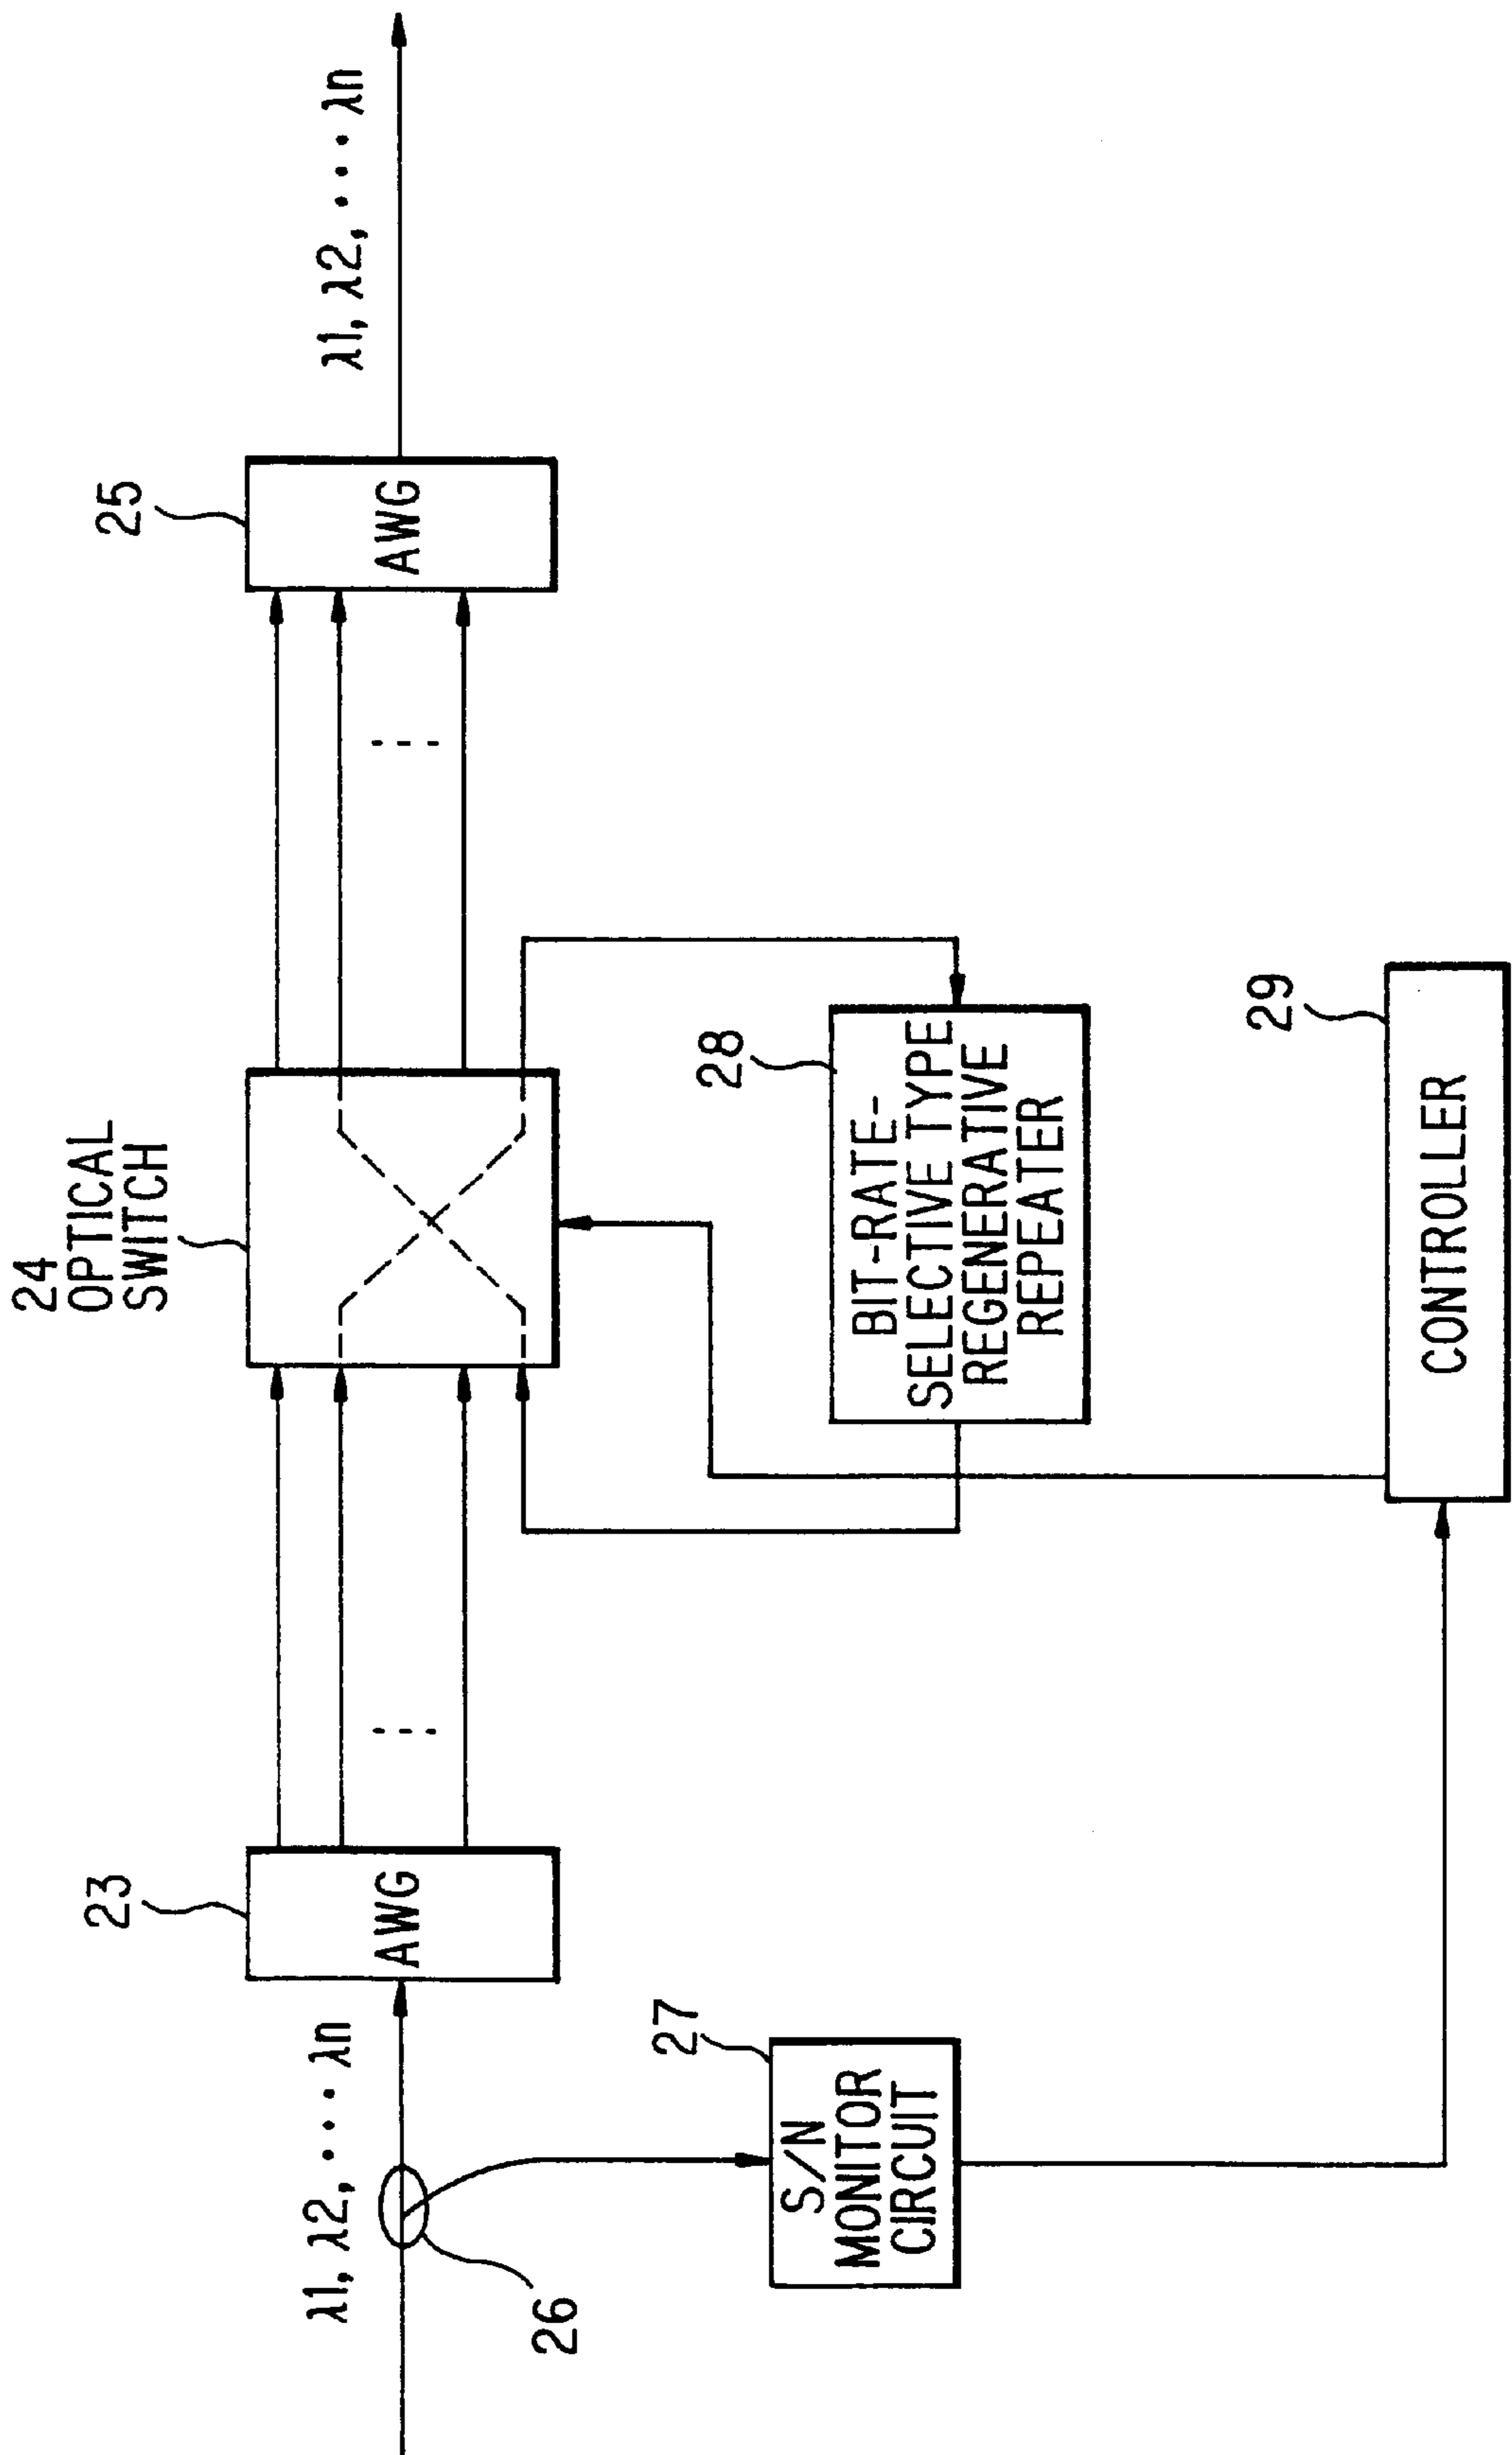 24
OPTICAL
SWITCH
23
25
λ1, λ2, ··· λn
AWG
AWG
λ1, λ2, ··· λn
26
27
S/N
MONITOR
CIRCUIT
28
BIT-RATE-
SELECTIVE TYPE
REGENERATIVE
REPEATER
29
CONTROLLER